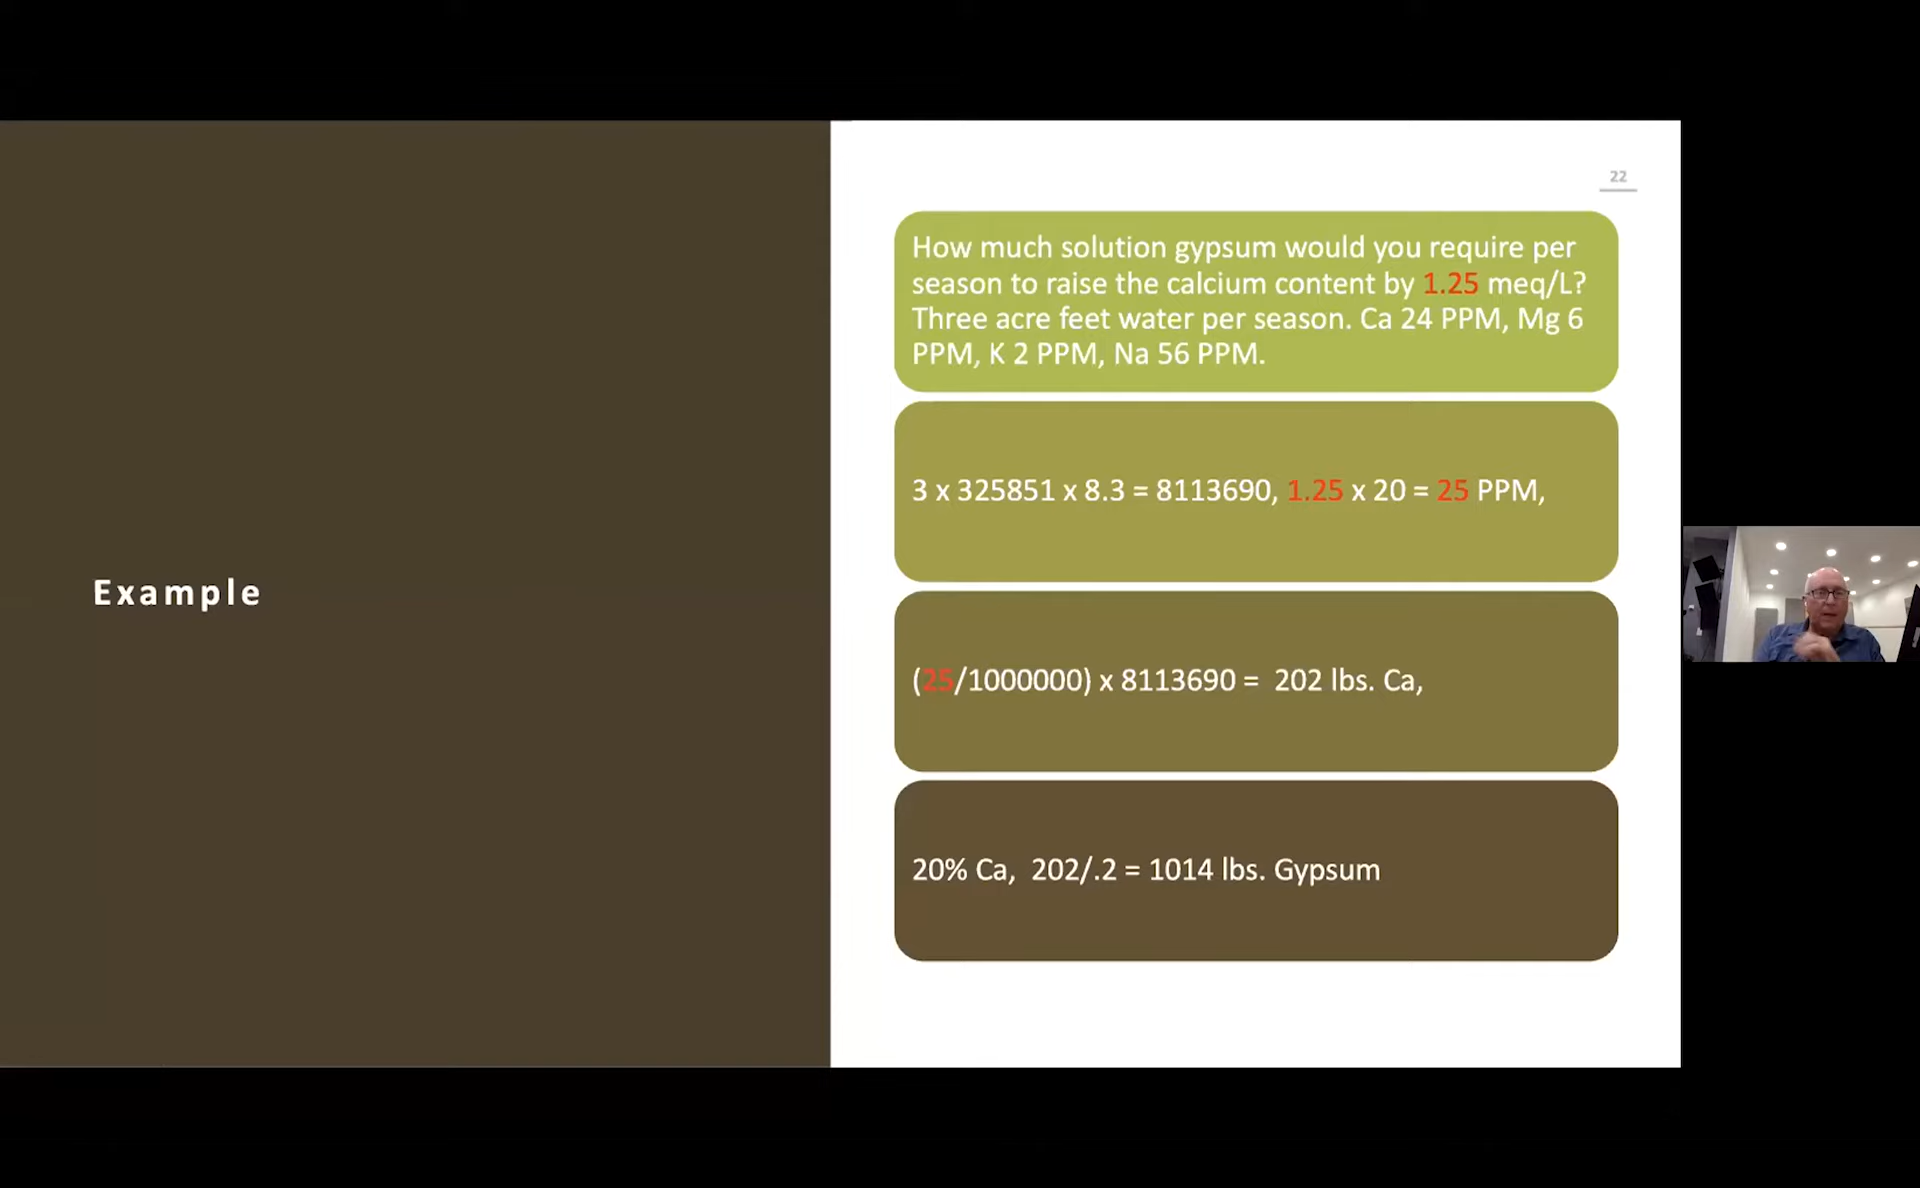 22
Example
How much solution gypsum would you require per
season to raise the calcium content by 1.25 meq/L?
Three acre feet water per season. Ca 24 PPM, Mg 6
PPM, K 2 PPM, Na 56 PPM.
3 x 325851 x 8.3 = 8113690, 1.25 x 20 = 25 PPM,
(25/1000000) x 8113690 = 202 lbs. Ca,
20% Ca, 202/.2 = 1014 lbs. Gypsum